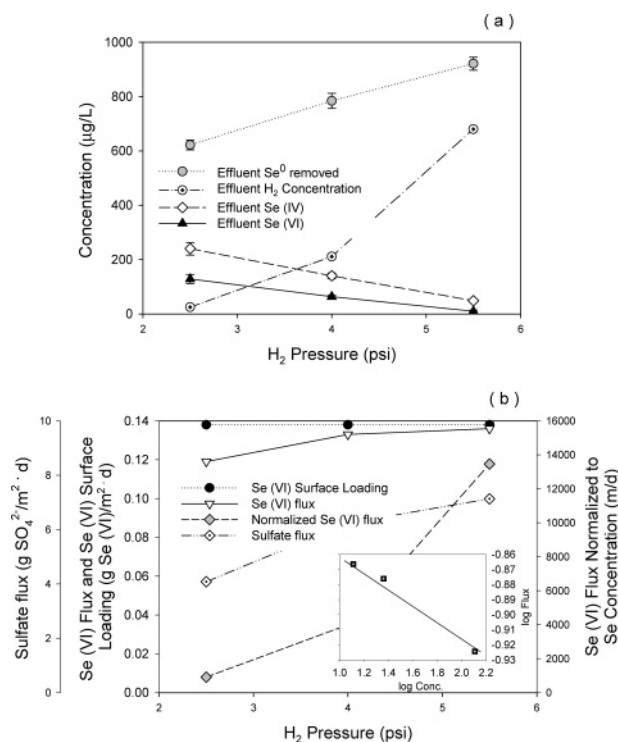 ( a )
1000
800
600
400
200
0
Concentration (µg/L)
Effluent Se⁰ removed
Effluent H₂ Concentration
Effluent Se (IV)
Effluent Se (VI)
2 3 4 5 6
H₂ Pressure (psi)
( b )
10
8
6
4
2
0
Sulfate flux (g SO₄²⁻/m² · d)
0.14
0.12
0.10
0.08
0.06
0.04
0.02
0.00
Se (VI) Flux and Se (VI) Surface
Loading (g Se (VI)/m² · d)
Se (VI) Surface Loading
Se (VI) flux
Normalized Se (VI) flux
Sulfate flux
-0.86
-0.87
-0.88
-0.89
-0.90
-0.91
-0.92
-0.93
log Flux
1.0 1.2 1.4 1.6 1.8 2.0 2.2
log Conc.
16000
14000
12000
10000
8000
6000
4000
2000
0
Se (VI) Flux Normalized to
Se Concentration (m/d)
2 3 4 5 6
H₂ Pressure (psi)